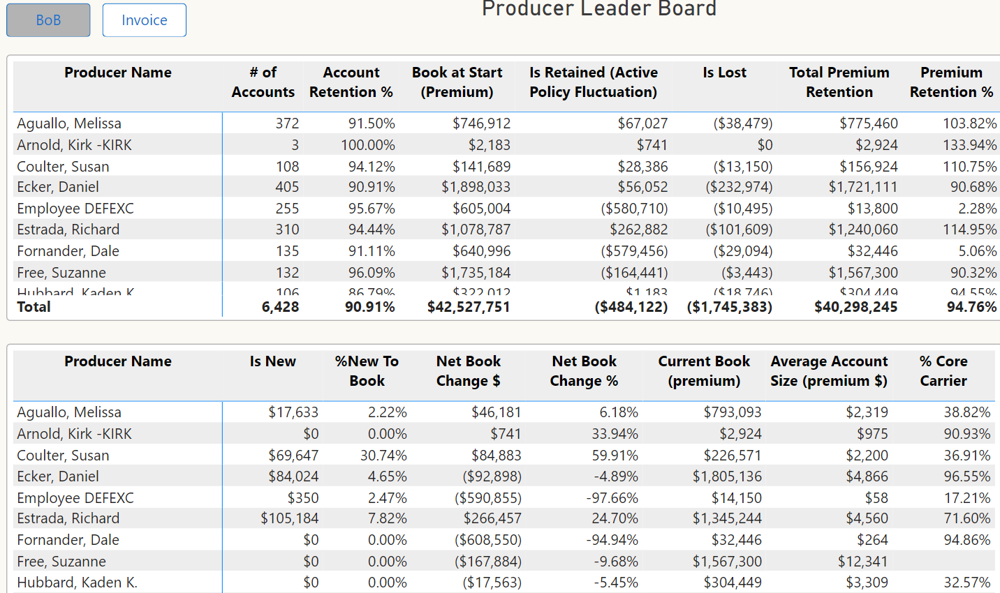 Producer Leader Board
BoB Invoice
Producer Name # of Accounts Account Retention % Book at Start (Premium) Is Retained (Active Policy Fluctuation) Is Lost Total Premium Retention Premium Retention %
Aguallo, Melissa 372 91.50% $746,912 $67,027 ($38,479) $775,460 103.82%
Arnold, Kirk -KIRK 3 100.00% $2,183 $741 $0 $2,924 133.94%
Coulter, Susan 108 94.12% $141,689 $28,386 ($13,150) $156,924 110.75%
Ecker, Daniel 405 90.91% $1,898,033 $56,052 ($232,974) $1,721,111 90.68%
Employee DEFEXC 255 95.67% $605,004 ($580,710) ($10,495) $13,800 2.28%
Estrada, Richard 310 94.44% $1,078,787 $262,882 ($101,609) $1,240,060 114.95%
Fornander, Dale 135 91.11% $640,996 ($579,456) ($29,094) $32,446 5.06%
Free, Suzanne 132 96.09% $1,735,184 ($164,441) ($3,443) $1,567,300 90.32%
Hubbard, Kaden K. 106 86.79% $322,012 $1,183 ($18,746) $304,449 94.55%
Total 6,428 90.91% $42,527,751 ($484,122) ($1,745,383) $40,298,245 94.76%
Producer Name Is New %New To Book Net Book Change $ Net Book Change % Current Book (premium) Average Account Size (premium $) % Core Carrier
Aguallo, Melissa $17,633 2.22% $46,181 6.18% $793,093 $2,319 38.82%
Arnold, Kirk -KIRK $0 0.00% $741 33.94% $2,924 $975 90.93%
Coulter, Susan $69,647 30.74% $84,883 59.91% $226,571 $2,200 36.91%
Ecker, Daniel $84,024 4.65% ($92,898) -4.89% $1,805,136 $4,866 96.55%
Employee DEFEXC $350 2.47% ($590,855) -97.66% $14,150 $58 17.21%
Estrada, Richard $105,184 7.82% $266,457 24.70% $1,345,244 $4,560 71.60%
Fornander, Dale $0 0.00% ($608,550) -94.94% $32,446 $264 94.86%
Free, Suzanne $0 0.00% ($167,884) -9.68% $1,567,300 $12,341
Hubbard, Kaden K. $0 0.00% ($17,563) -5.45% $304,449 $3,309 32.57%